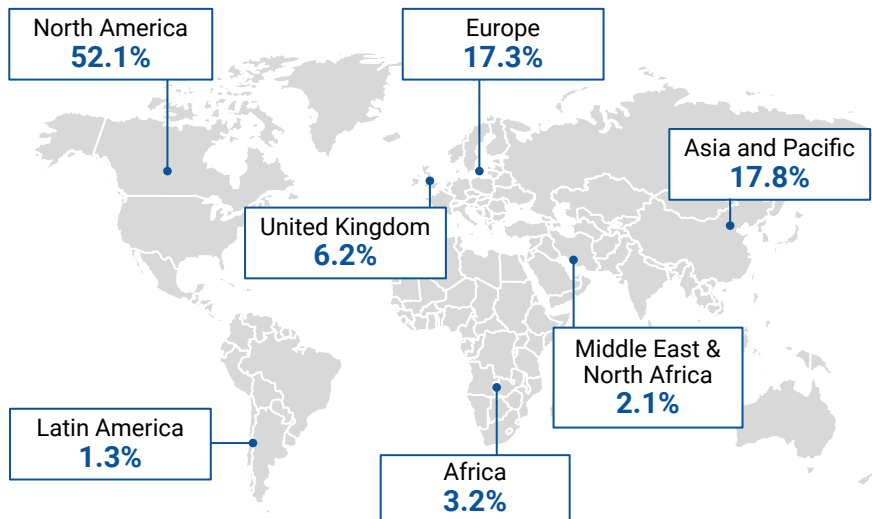 North America
52.1%
Europe
17.3%
Asia and Pacific
17.8%
United Kingdom
6.2%
Middle East &
North Africa
2.1%
Latin America
1.3%
Africa
3.2%